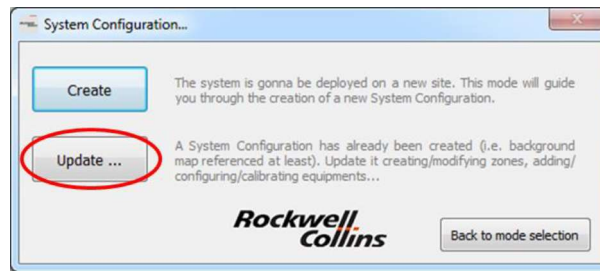 System Configuration...
Create
The system is gonna be deployed on a new site. This mode will guide
you through the creation of a new System Configuration.
Update ...
A System Configuration has already been created (i.e. background
map referenced at least). Update it creating/modifying zones, adding/
configuring/calibrating equipments...
Rockwell
Collins
Back to mode selection